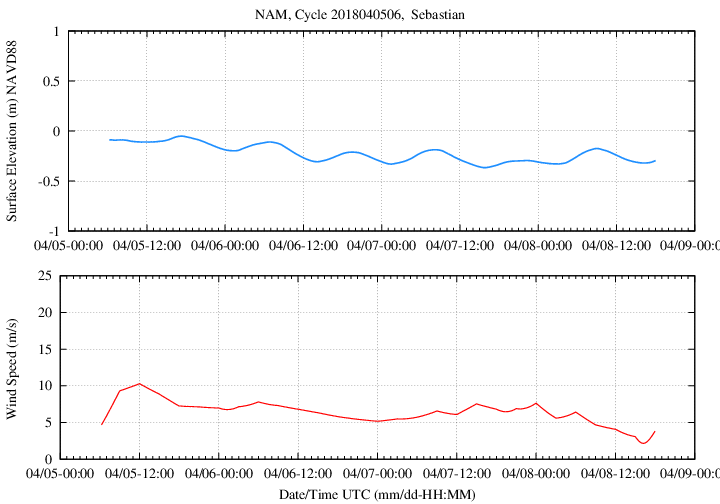 NAM, Cycle 2018040506,  Sebastian
Surface Elevation (m) NAVD88
1
0.5
0
-0.5
-1
04/05-00:00 04/05-12:00 04/06-00:00 04/06-12:00 04/07-00:00 04/07-12:00 04/08-00:00 04/08-12:00 04/09-00:0
Wind Speed (m/s)
25
20
15
10
5
0
04/05-00:00 04/05-12:00 04/06-00:00 04/06-12:00 04/07-00:00 04/07-12:00 04/08-00:00 04/08-12:00 04/09-00:0
Date/Time UTC (mm/dd-HH:MM)